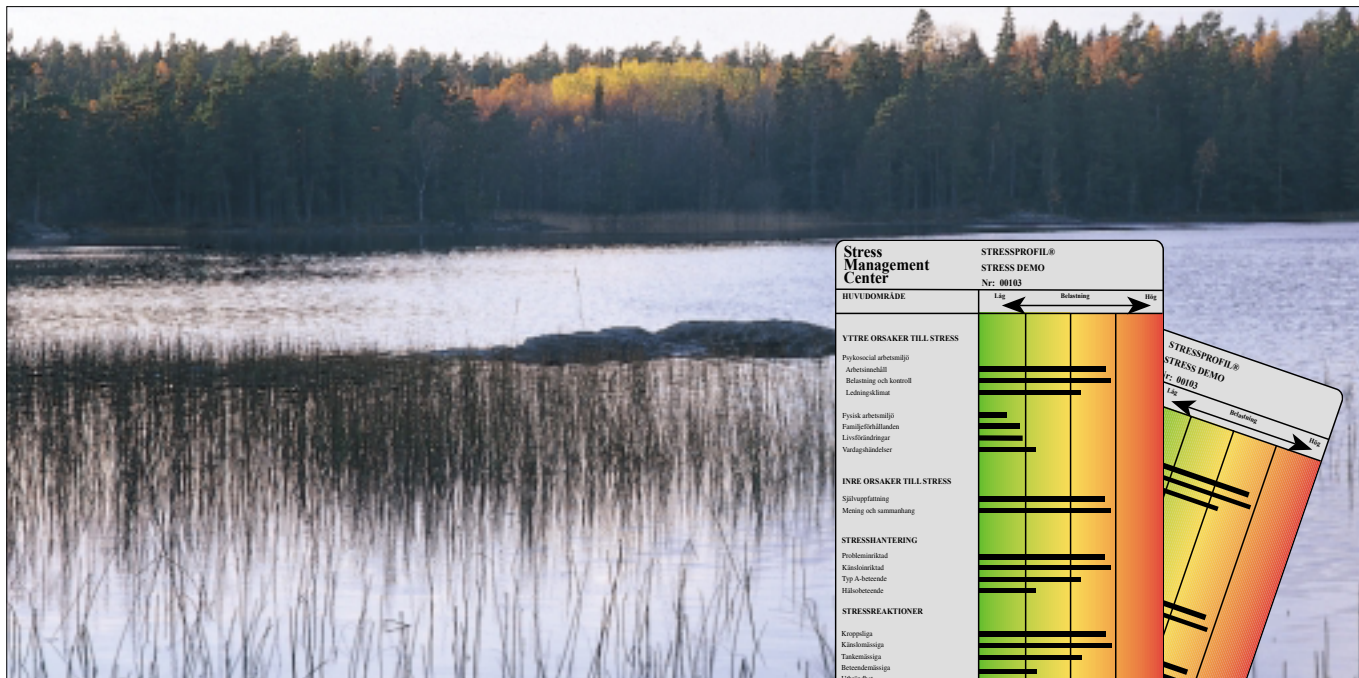 Stress
Management
Center
STRESSPROFIL®
STRESS DEMO
Nr: 00103
HUVUDOMRÅDE
Låg Belastning Hög
YTTRE ORSAKER TILL STRESS
Psykosocial arbetsmiljö
Arbetsinnehåll
Belastning och kontroll
Ledningsklimat
Fysisk arbetsmiljö
Familjeförhållanden
Livsförändringar
Vardagshändelser
INRE ORSAKER TILL STRESS
Självuppfattning
Mening och sammanhang
STRESSHANTERING
Probleminriktad
Känsloinriktad
Typ A-beteende
Hälsobeteende
STRESSREAKTIONER
Kroppsliga
Känslomässiga
Tankemässiga
Beteendemässiga
STRESSPROFIL®
STRESS DEMO
Nr: 00103
Låg Belastning Hög